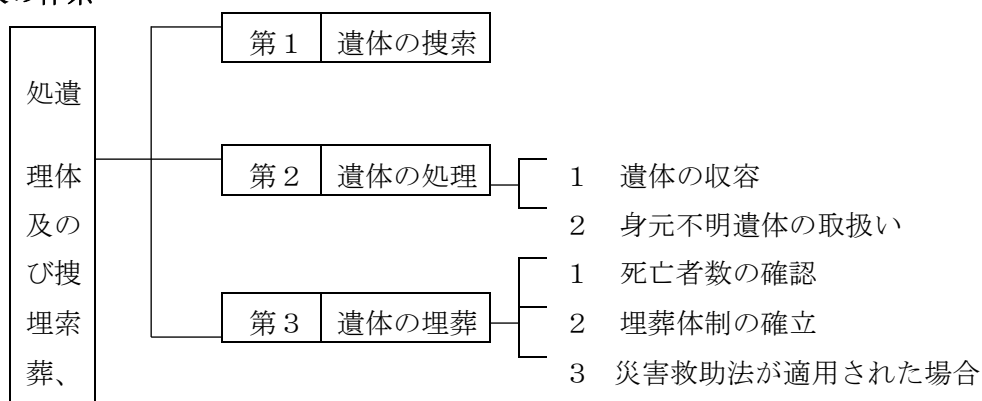 遺体の捜索、
処理及び埋葬
第１ 遺体の捜索
第２ 遺体の処理
１ 遺体の収容
２ 身元不明遺体の取扱い
第３ 遺体の埋葬
１ 死亡者数の確認
２ 埋葬体制の確立
３ 災害救助法が適用された場合